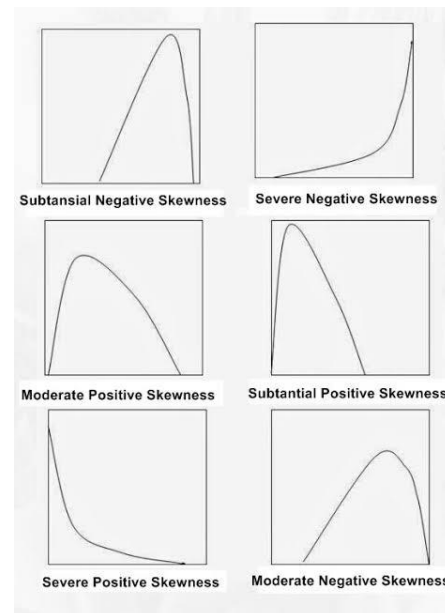 Subtansial Negative Skewness
Severe Negative Skewness
Moderate Positive Skewness
Subtantial Positive Skewness
Severe Positive Skewness
Moderate Negative Skewness